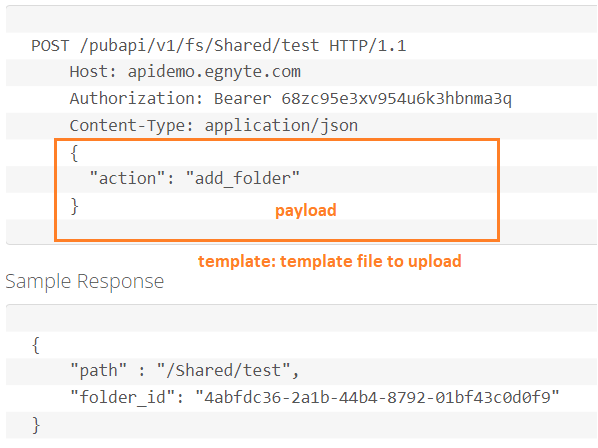 POST /pubapi/v1/fs/Shared/test HTTP/1.1
Host: apidemo.egnyte.com
Authorization: Bearer 68zc95e3xv954u6k3hbnma3q
Content-Type: application/json
{
"action": "add_folder"
}
payload
template: template file to upload
Sample Response
{
"path" : "/Shared/test",
"folder_id": "4abfdc36-2a1b-44b4-8792-01bf43c0d0f9"
}